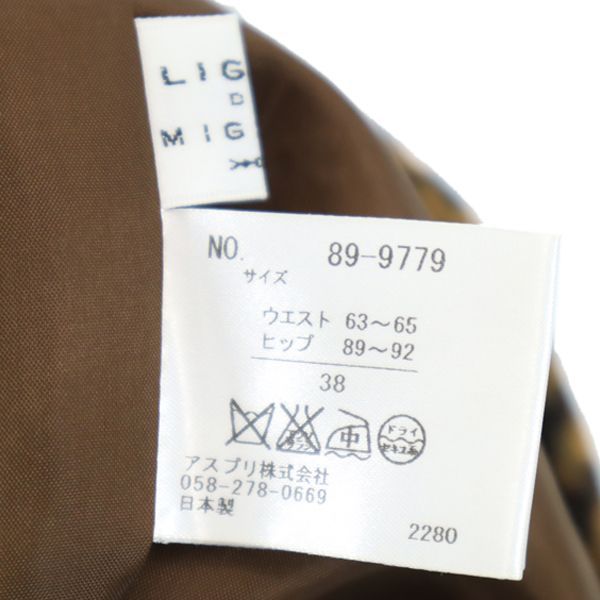 LIG
D
MIG
NO. 89-9779
サイズ
ウエスト 63〜65
ヒップ 89〜92
38
中 ドライ
アスプリ株式会社
058-278-0669
日本製
2280